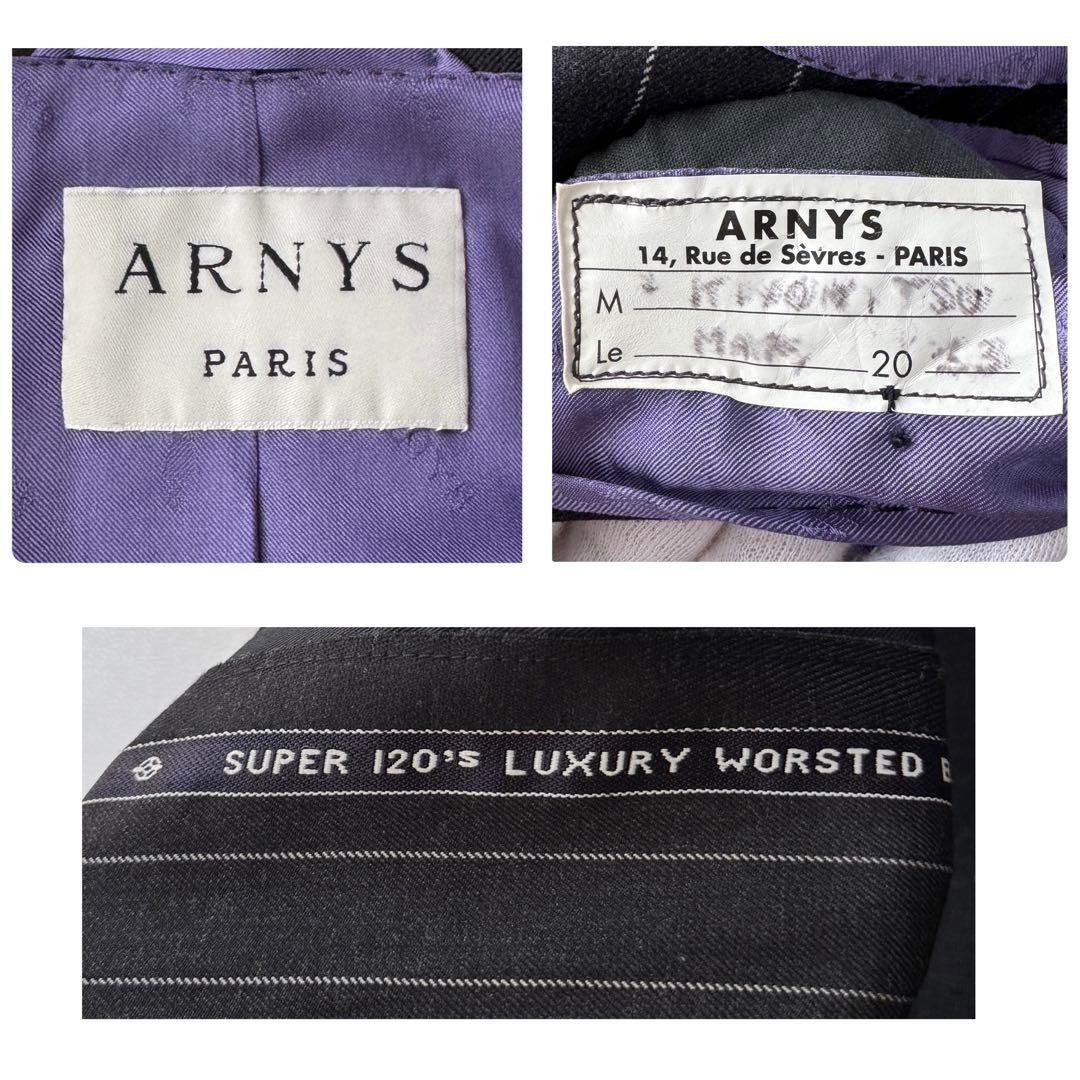 ARNYS
PARIS
ARNYS
14, Rue de Sèvres - PARIS
M
Le 20
SUPER 120's LUXURY WORSTED